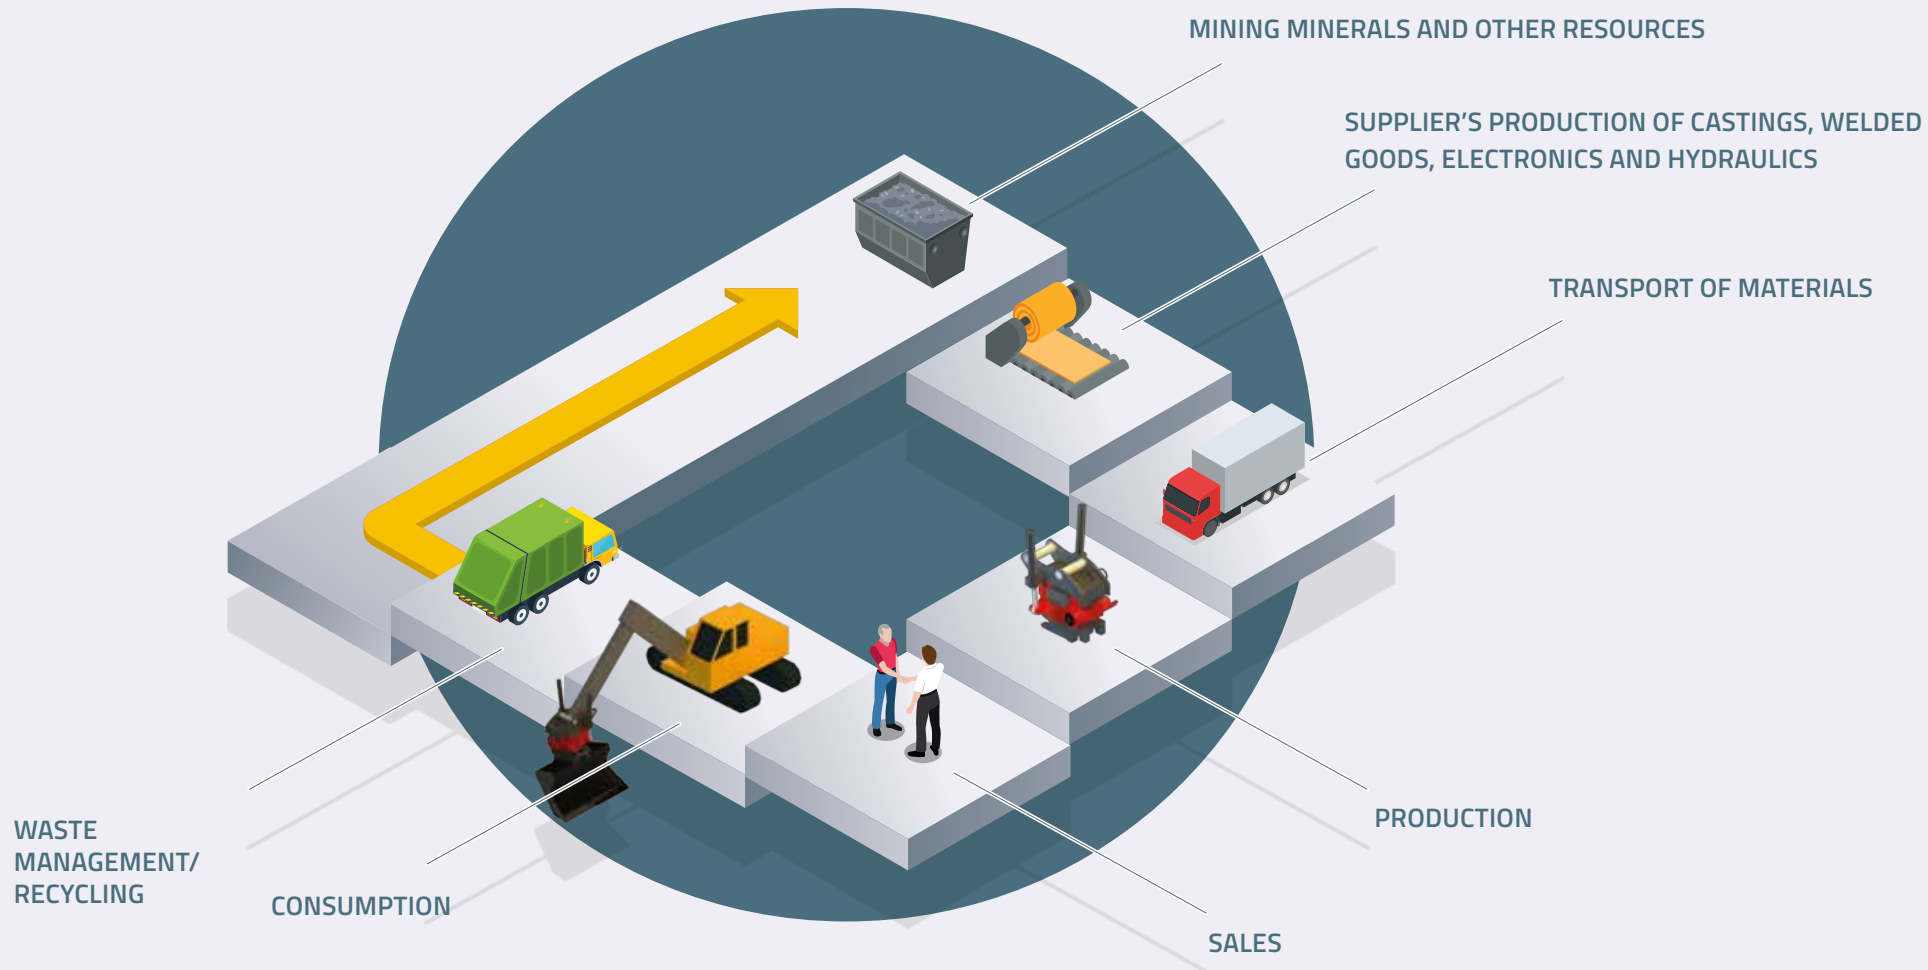 MINING MINERALS AND OTHER RESOURCES
SUPPLIER’S PRODUCTION OF CASTINGS, WELDED
GOODS, ELECTRONICS AND HYDRAULICS
TRANSPORT OF MATERIALS
PRODUCTION
SALES
CONSUMPTION
WASTE
MANAGEMENT/
RECYCLING